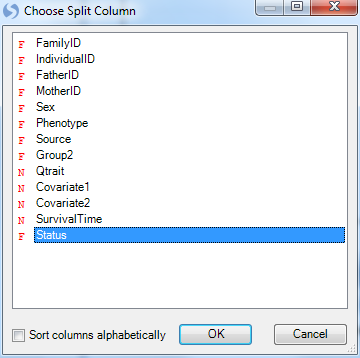 Choose Split Column
F FamilyID
F IndividualID
F FatherID
F MotherID
F Sex
F Phenotype
F Source
F Group2
N Qtrait
N Covariate1
N Covariate2
N SurvivalTime
F Status
Sort columns alphabetically OK Cancel